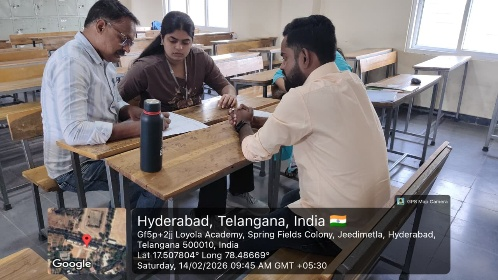 GPS Map Camera
Hyderabad, Telangana, India 🇮🇳
Gf5p+2jj Loyola Academy, Spring Fields Colony, Jeedimetla, Hyderabad,
Telangana 500010, India
Lat 17.507804° Long 78.48669°
Saturday, 14/02/2026 09:45 AM GMT +05:30
Google